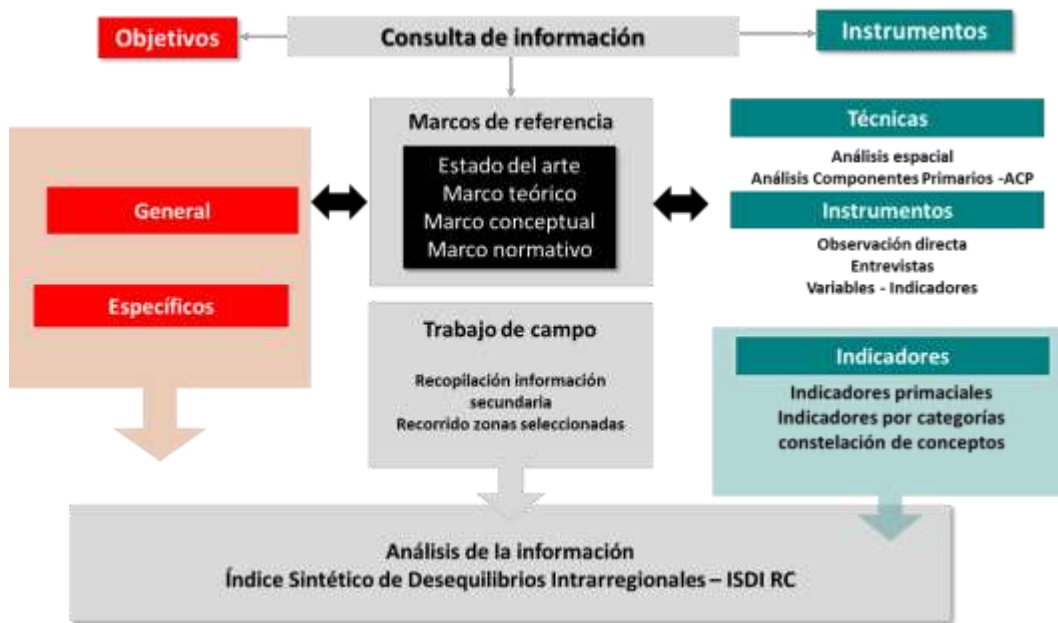 Objetivos
Consulta de información
Instrumentos
Marcos de referencia
Estado del arte
Marco teórico
Marco conceptual
Marco normativo
General
Específicos
Técnicas
Análisis espacial
Análisis Componentes Primarios -ACP
Instrumentos
Observación directa
Entrevistas
Variables - Indicadores
Trabajo de campo
Recopilación información
secundaria
Recorrido zonas seleccionadas
Indicadores
Indicadores primaciales
Indicadores por categorías
constelación de conceptos
Análisis de la información
Índice Sintético de Desequilibrios Intrarregionales – ISDI RC